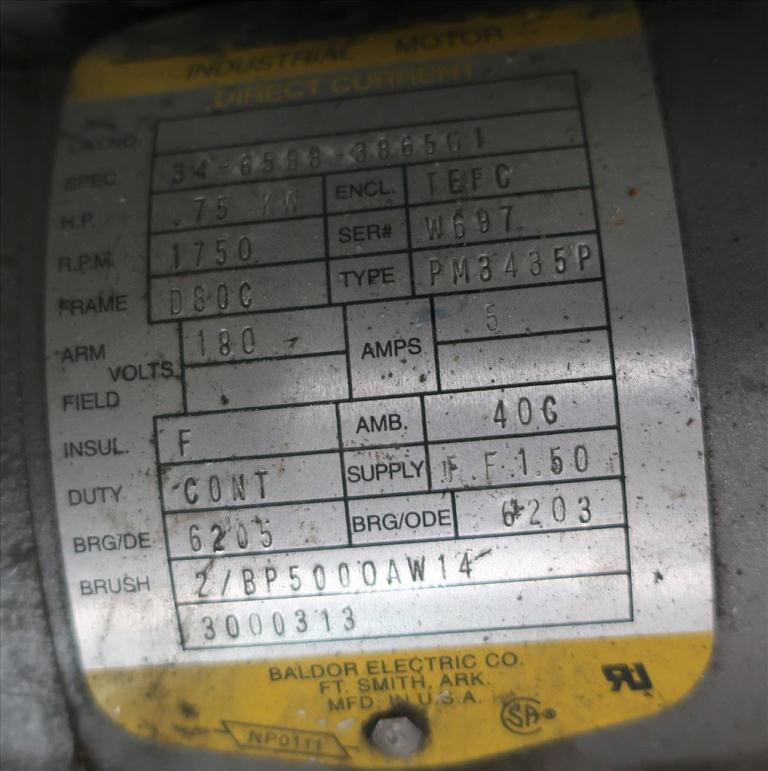 INDUSTRIAL MOTOR
DIRECT CURRENT
CAT.NO.
SPEC. 34-6588-3865G1
H.P. .75 KW ENCL. TEFC
R.P.M. 1750 SER# W697
FRAME D80C TYPE PM3435P
ARM VOLTS 180 AMPS 5
FIELD
INSUL. F AMB. 40C
DUTY CONT SUPPLY F.F.1.50
BRG/DE 6205 BRG/ODE 6203
BRUSH 2/BP5000AW14
3000313
BALDOR ELECTRIC CO.
FT. SMITH, ARK.
MFD. IN U.S.A.
NP0111